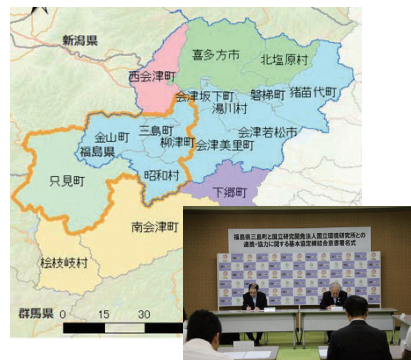 新潟県
喜多方市
北塩原村
西会津町
会津坂下町
磐梯町
猪苗代町
湯川村
三島町
金山町
柳津町
会津若松市
福島県
会津美里町
只見町
昭和村
下郷町
南会津町
桧枝岐村
群馬県
0 15 30
福島県三島町と国立研究開発法人国立環境研究所との
連携・協力に関する基本協定締結合意書署名式